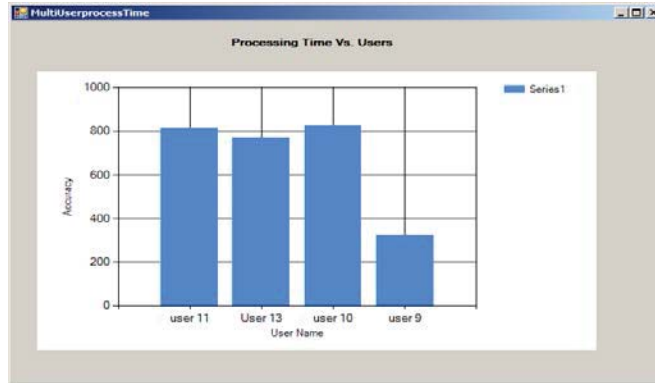 MultiUserprocessTime
Processing Time Vs. Users
Series1
1000
800
600
400
200
0
Accuracy
user 11 User 13 user 10 user 9
User Name